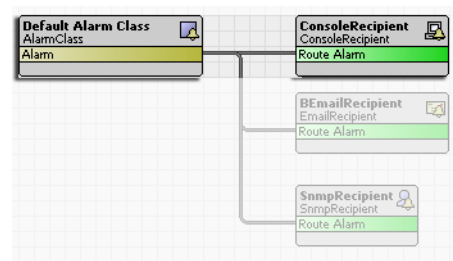 Default Alarm Class
AlarmClass
Alarm
ConsoleRecipient
ConsoleRecipient
Route Alarm
BEmailRecipient
EmailRecipient
Route Alarm
SnmpRecipient
SnmpRecipient
Route Alarm